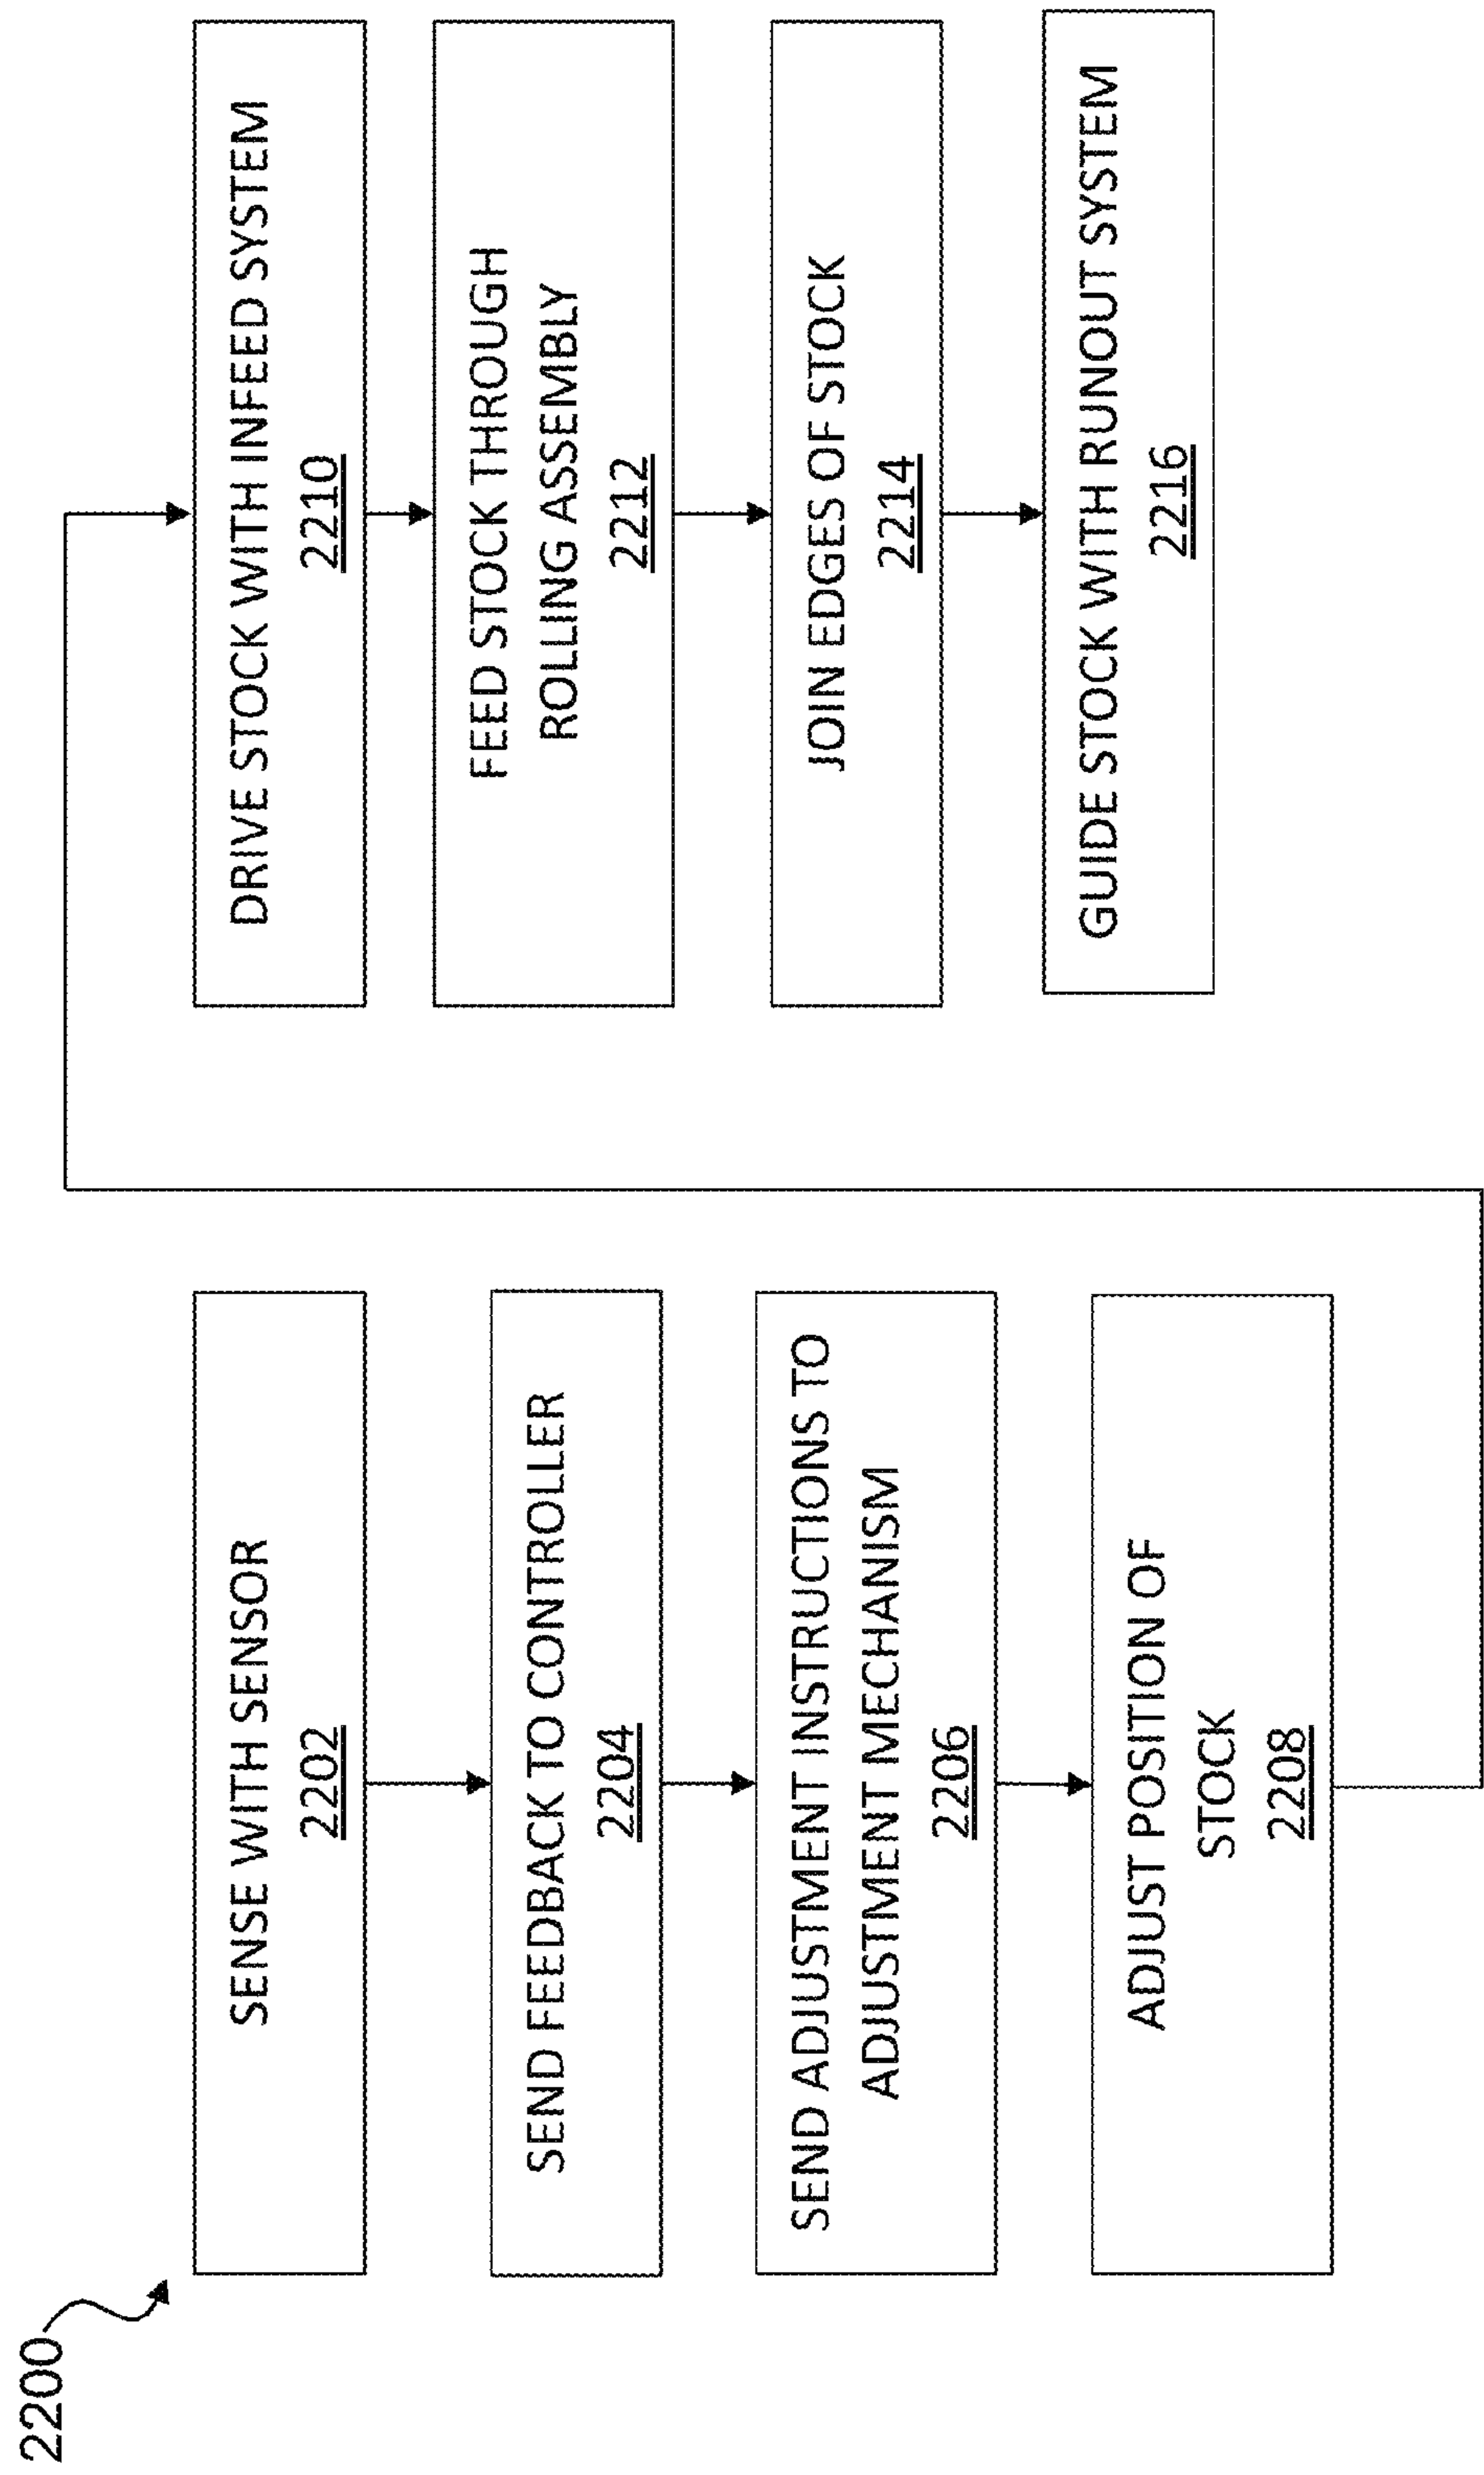 2200
SENSE WITH SENSOR
2202
SEND FEEDBACK TO CONTROLLER
2204
SEND ADJUSTMENT INSTRUCTIONS TO
ADJUSTMENT MECHANISM
2206
ADJUST POSITION OF
STOCK
2208
DRIVE STOCK WITH INFEED SYSTEM
2210
FEED STOCK THROUGH
ROLLING ASSEMBLY
2212
JOIN EDGES OF STOCK
2214
GUIDE STOCK WITH RUNOUT SYSTEM
2216